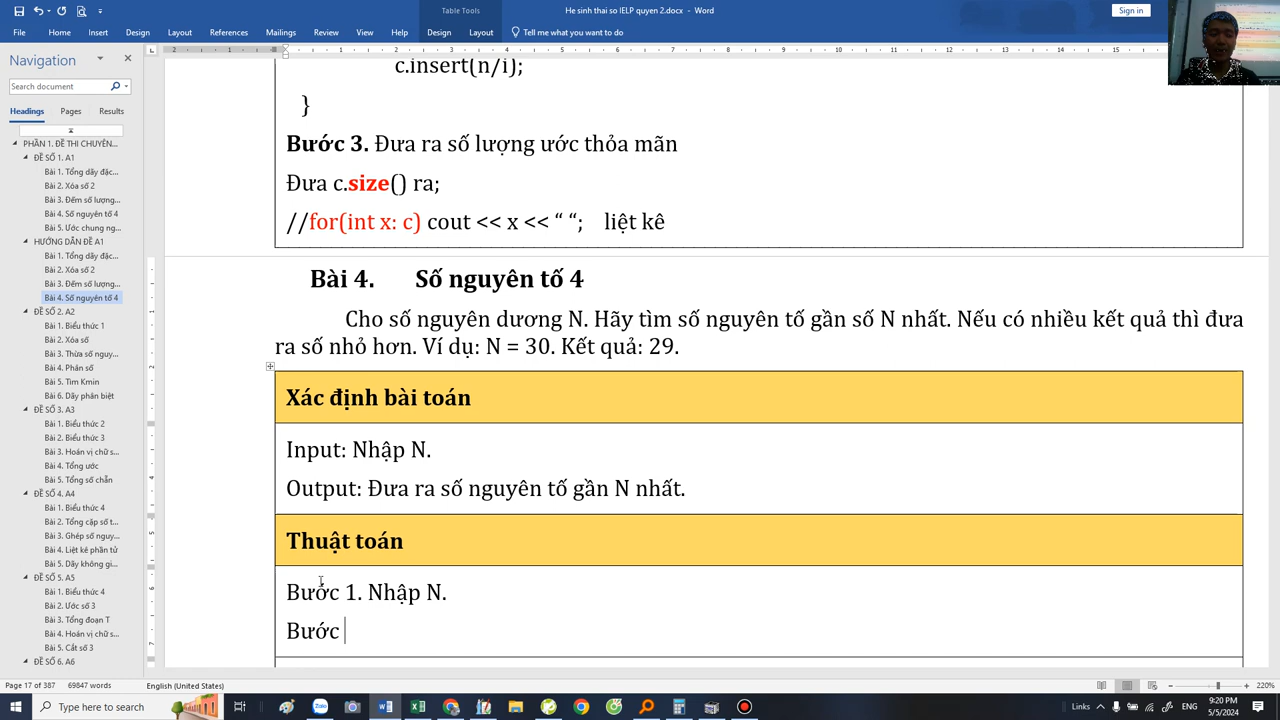 Table Tools
He sinh thai so IELP quyen 2.docx - Word
Sign in
File Home Insert Design Layout References Mailings Review View Help Design Layout Tell me what you want to do
Navigation
Search document
Headings Pages Results
PHẦN 1. ĐỀ THI CHUYÊN...
ĐỀ SỐ 1. A1
Bài 1. Tổng dãy đặc...
Bài 2. Xóa số 2
Bài 3. Đếm số lượng...
Bài 4. Số nguyên tố 4
Bài 5. Ước chung ng...
HƯỚNG DẪN ĐỀ A1
Bài 1. Tổng dãy đặc...
Bài 2. Xóa số 2
Bài 3. Đếm số lượng...
Bài 4. Số nguyên tố 4
ĐỀ SỐ 2. A2
Bài 1. Biểu thức 1
Bài 2. Xóa số
Bài 3. Thừa số nguy...
Bài 4. Phân số
Bài 5. Tìm Kmin
Bài 6. Dãy phân biệt
ĐỀ SỐ 3. A3
Bài 1. Biểu thức 2
Bài 2. Biểu thức 3
Bài 3. Hoán vị chữ s...
Bài 4. Tổng ước
Bài 5. Tổng số chẵn
ĐỀ SỐ 4. A4
Bài 1. Biểu thức 4
Bài 2. Tổng cặp số t...
Bài 3. Ghép số nguy...
Bài 4. Liệt kê phần tử
Bài 5. Dãy không gi...
ĐỀ SỐ 5. A5
Bài 1. Biểu thức 4
Bài 2. Ước số 3
Bài 3. Tổng đoạn T
Bài 4. Hoán vị chữ s...
Bài 5. Cắt số 3
ĐỀ SỐ 6. A6
c.insert(n/i);
}
Bước 3. Đưa ra số lượng ước thỏa mãn
Đưa c.size() ra;
//for(int x: c) cout << x << “ “; liệt kê
Bài 4. Số nguyên tố 4
Cho số nguyên dương N. Hãy tìm số nguyên tố gần số N nhất. Nếu có nhiều kết quả thì đưa
ra số nhỏ hơn. Ví dụ: N = 30. Kết quả: 29.
Xác định bài toán
Input: Nhập N.
Output: Đưa ra số nguyên tố gần N nhất.
Thuật toán
Bước 1. Nhập N.
Bước
Page 17 of 387 69847 words English (United States) 220%
Type here to search
Links
9:20 PM
5/5/2024